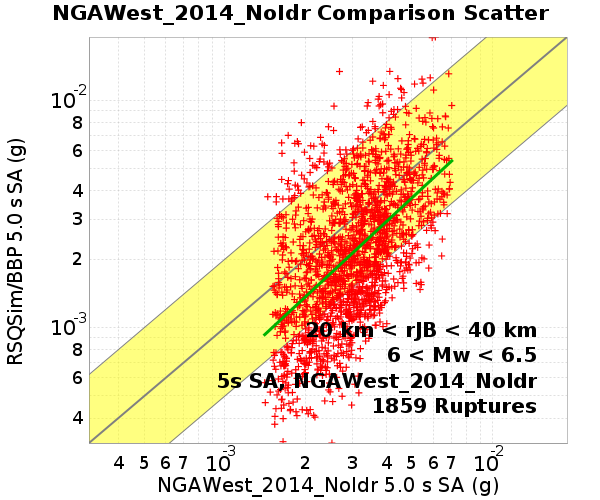 NGAWest_2014_NoIdr Comparison Scatter
RSQSim/BBP 5.0 s SA (g)
10-2
8
6
4
3
2
10-3
8
6
4
20 km < rJB < 40 km
6 < Mw < 6.5
5s SA, NGAWest_2014_NoIdr
1859 Ruptures
4 5 6 7 10-3 2 3 4 5 6 7 10-2
NGAWest_2014_NoIdr 5.0 s SA (g)